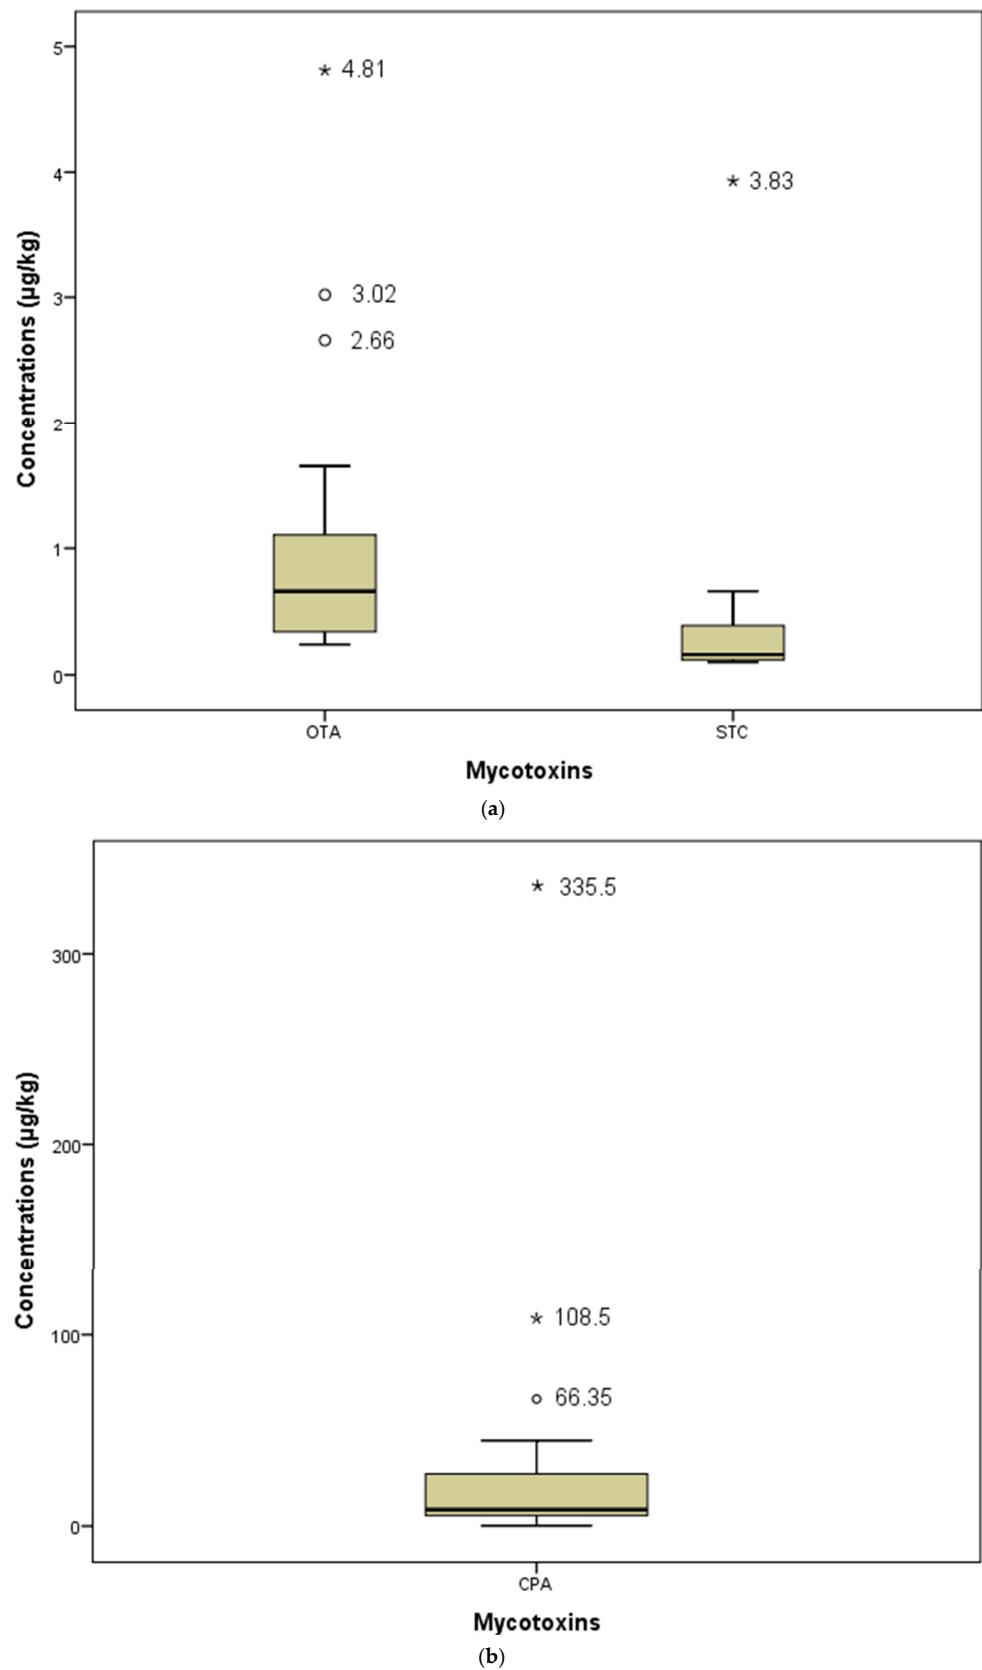 5
* 4.81
4
* 3.83
3
3.02
2.66
2
1
0
Concentrations (µg/kg)
OTA STC
Mycotoxins
(a)
* 335.5
300
200
100
* 108.5
66.35
0
Concentrations (µg/kg)
CPA
Mycotoxins
(b)